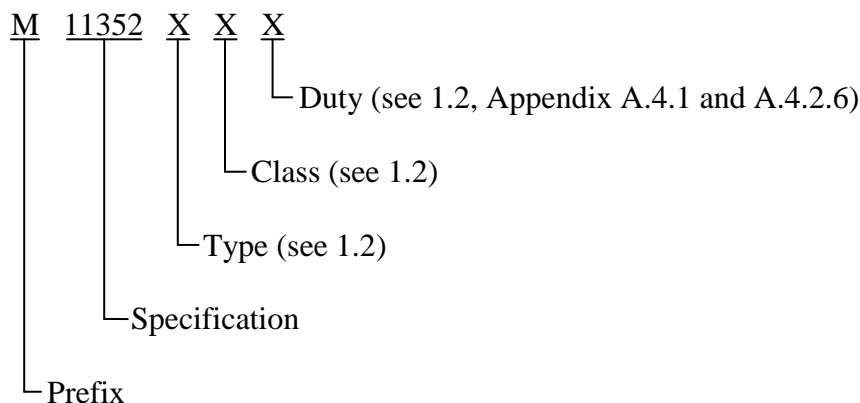 M 11352 X X X
Duty (see 1.2, Appendix A.4.1 and A.4.2.6)
Class (see 1.2)
Type (see 1.2)
Specification
Prefix